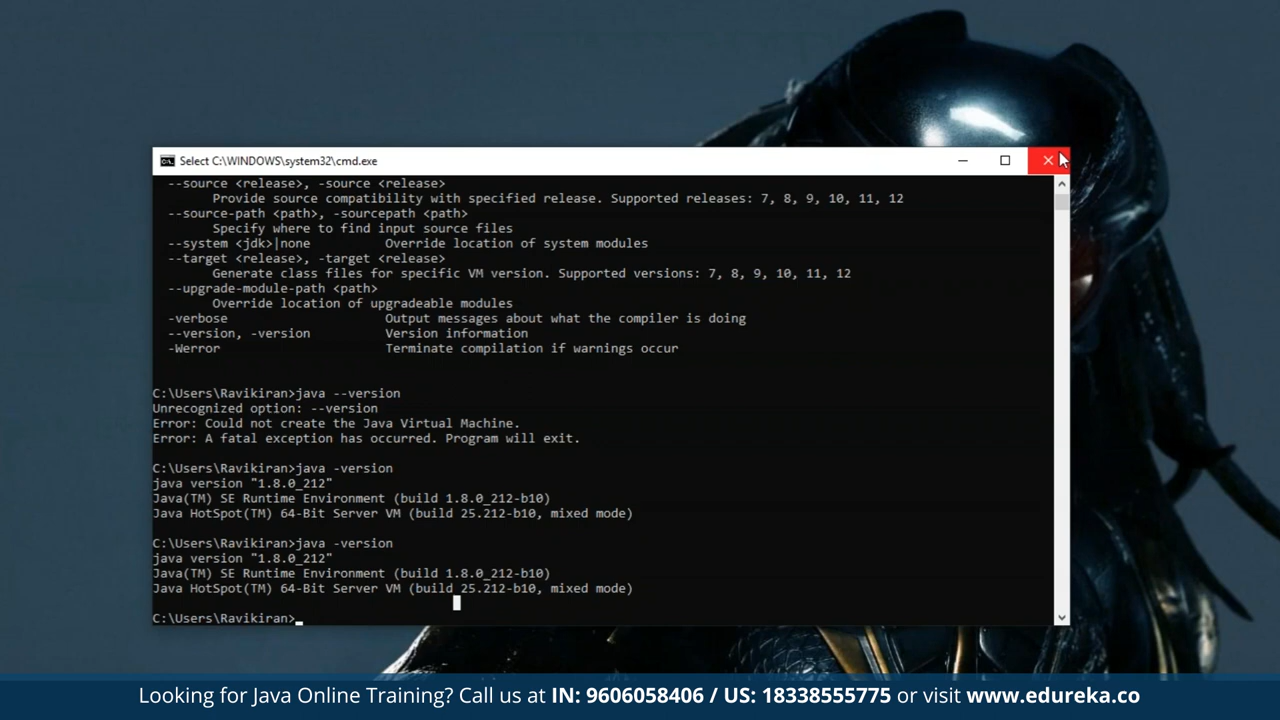 Select C:\WINDOWS\system32\cmd.exe
--source <release>, -source <release>
Provide source compatibility with specified release. Supported releases: 7, 8, 9, 10, 11, 12
--source-path <path>, -sourcepath <path>
Specify where to find input source files
--system <jdk>|none Override location of system modules
--target <release>, -target <release>
Generate class files for specific VM version. Supported versions: 7, 8, 9, 10, 11, 12
--upgrade-module-path <path>
Override location of upgradeable modules
-verbose Output messages about what the compiler is doing
--version, -version Version information
-Werror Terminate compilation if warnings occur
C:\Users\Ravikiran>java --version
Unrecognized option: --version
Error: Could not create the Java Virtual Machine.
Error: A fatal exception has occurred. Program will exit.
C:\Users\Ravikiran>java -version
java version "1.8.0_212"
Java(TM) SE Runtime Environment (build 1.8.0_212-b10)
Java HotSpot(TM) 64-Bit Server VM (build 25.212-b10, mixed mode)
C:\Users\Ravikiran>java -version
java version "1.8.0_212"
Java(TM) SE Runtime Environment (build 1.8.0_212-b10)
Java HotSpot(TM) 64-Bit Server VM (build 25.212-b10, mixed mode)
C:\Users\Ravikiran>
Looking for Java Online Training? Call us at IN: 9606058406 / US: 18338555775 or visit www.edureka.co